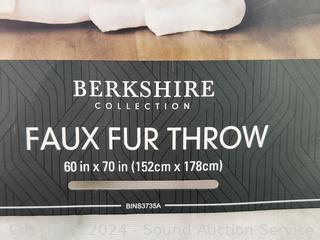 BERKSHIRE
COLLECTION
FAUX FUR THROW
60 in x 70 in (152cm x 178cm)
BINS3735A
Copyright 2024 - Sound Auction Service